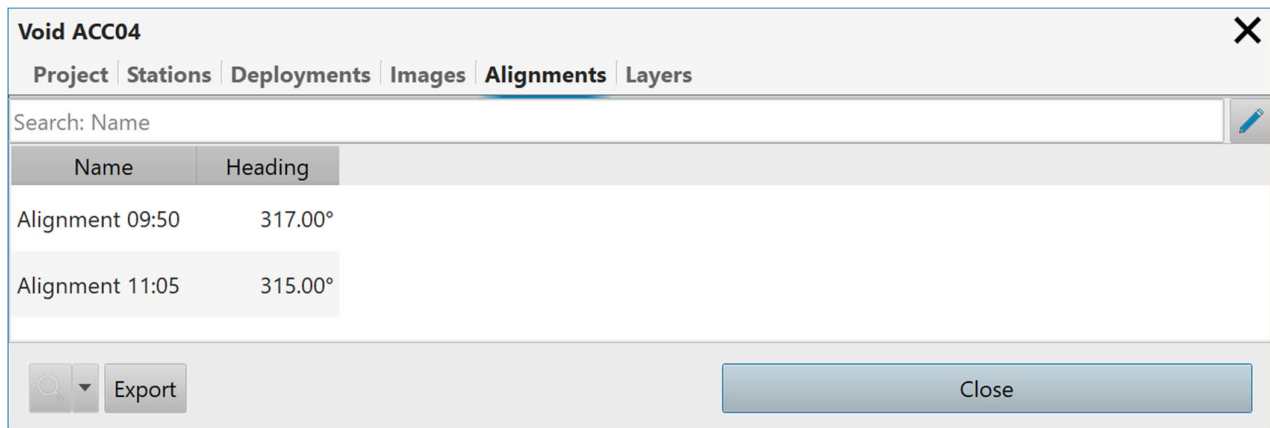 Void ACC04
Project Stations Deployments Images Alignments Layers
Search: Name
Name Heading
Alignment 09:50 317.00°
Alignment 11:05 315.00°
Export Close